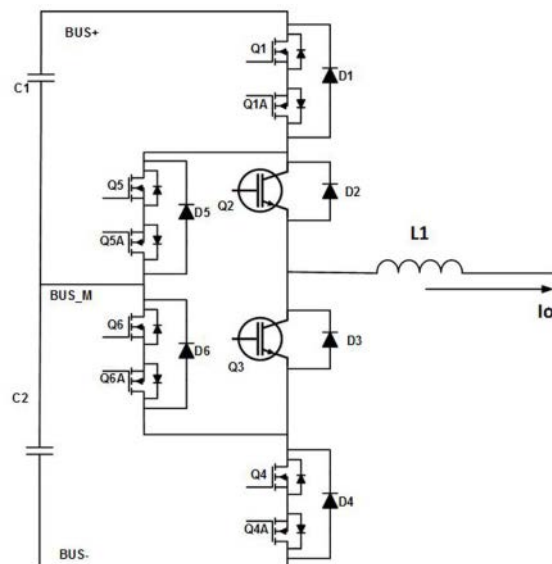 BUS+
Q1
D1
C1
Q1A
Q5
Q2
D2
D5
Q5A
L1
BUS_M
Io
Q6
D6
Q3
D3
Q6A
C2
Q4
D4
Q4A
BUS-